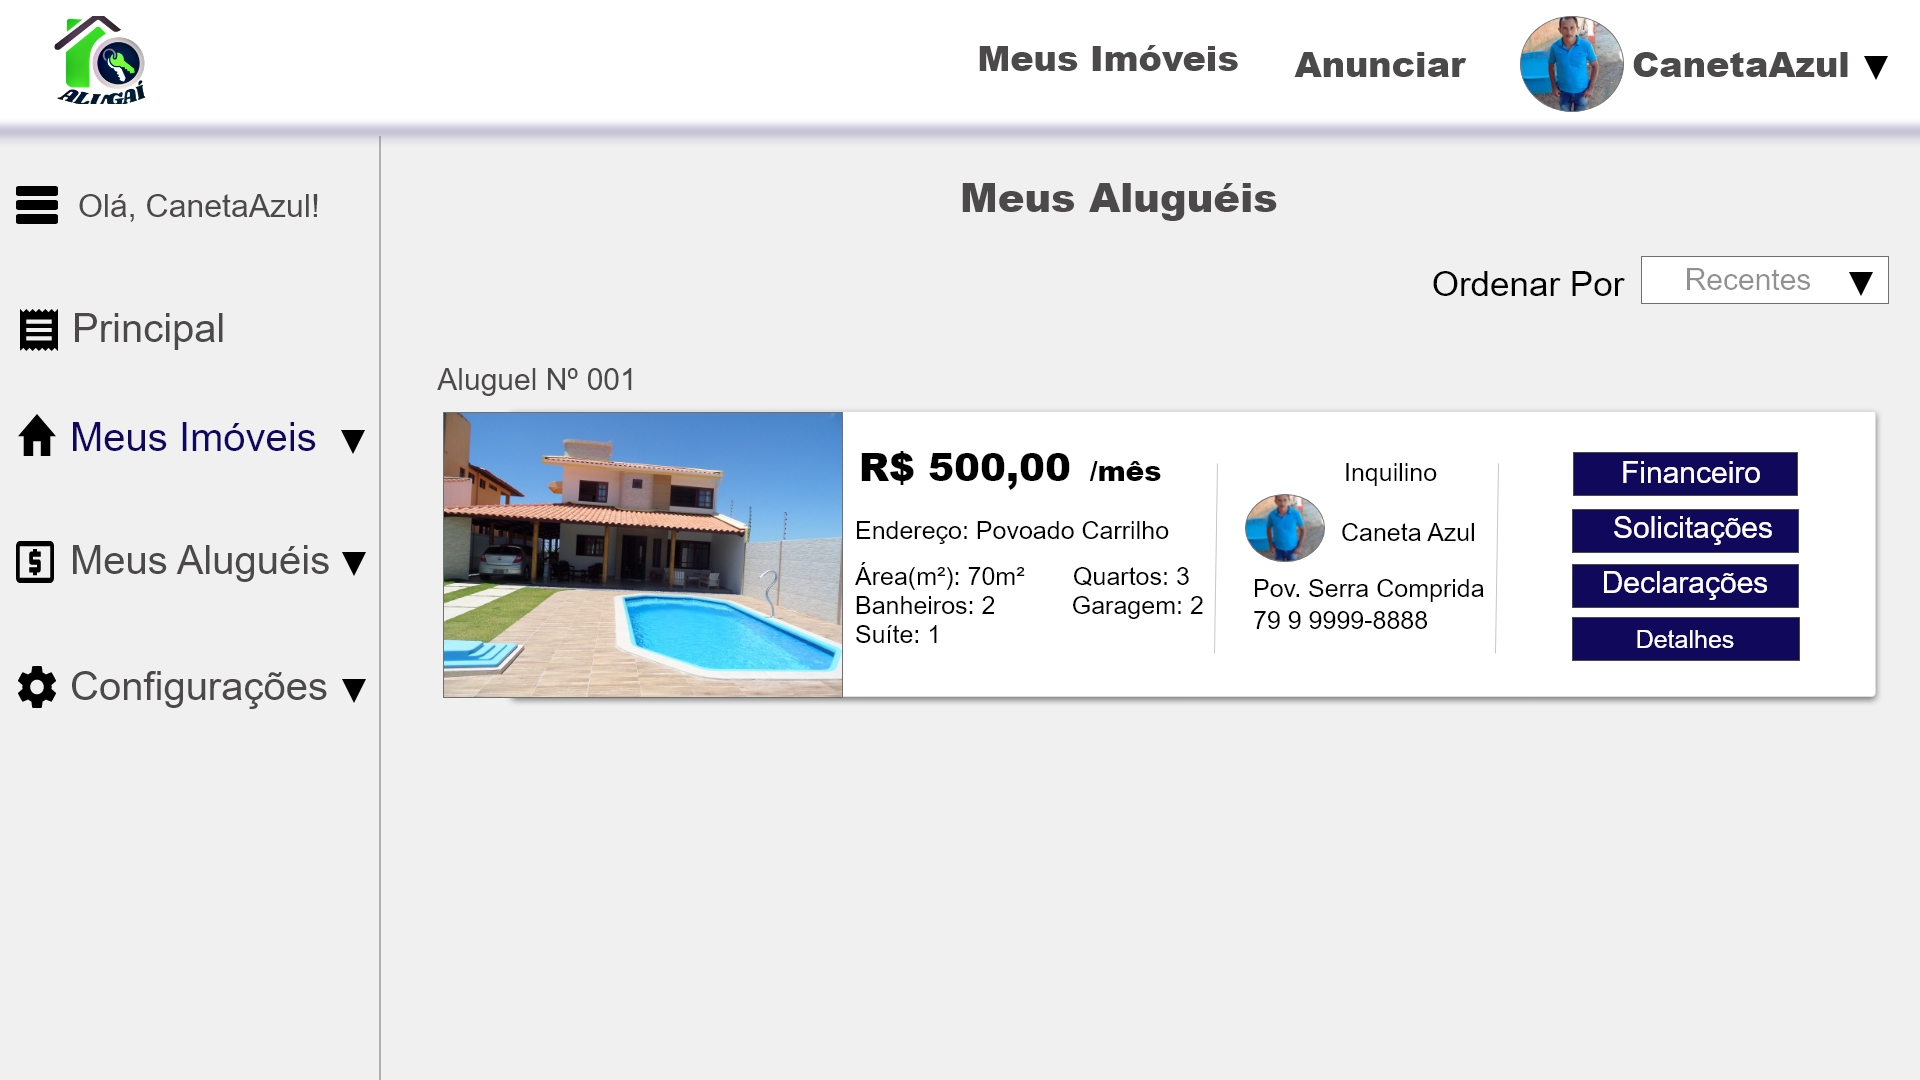 ALUGAÍ
Meus Imóveis
Anunciar
CanetaAzul
Olá, CanetaAzul!
Principal
Meus Imóveis
Meus Aluguéis
Configurações
Meus Aluguéis
Ordenar Por
Recentes
Aluguel Nº 001
R$ 500,00 /mês
Endereço: Povoado Carrilho
Área(m²): 70m² Quartos: 3
Banheiros: 2 Garagem: 2
Suíte: 1
Inquilino
Caneta Azul
Pov. Serra Comprida
79 9 9999-8888
Financeiro
Solicitações
Declarações
Detalhes